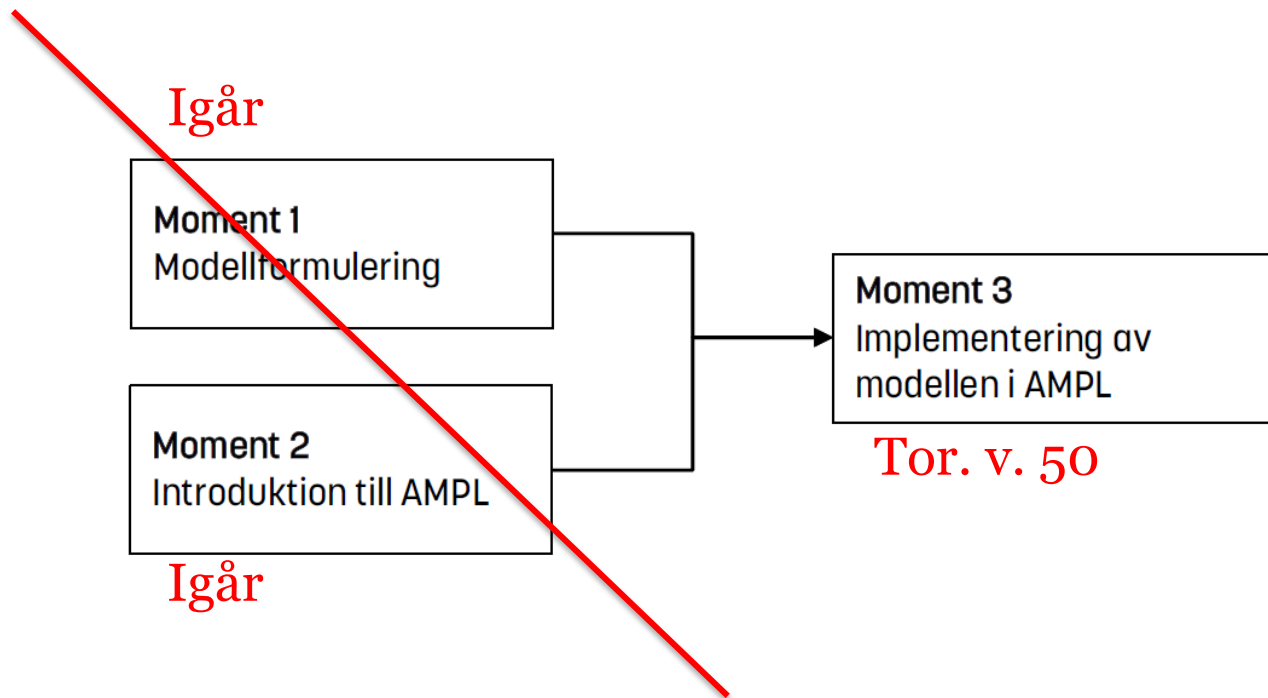 Igår
Moment 1
Modellformulering
Moment 2
Introduktion till AMPL
Igår
Moment 3
Implementering av
modellen i AMPL
Tor. v. 50